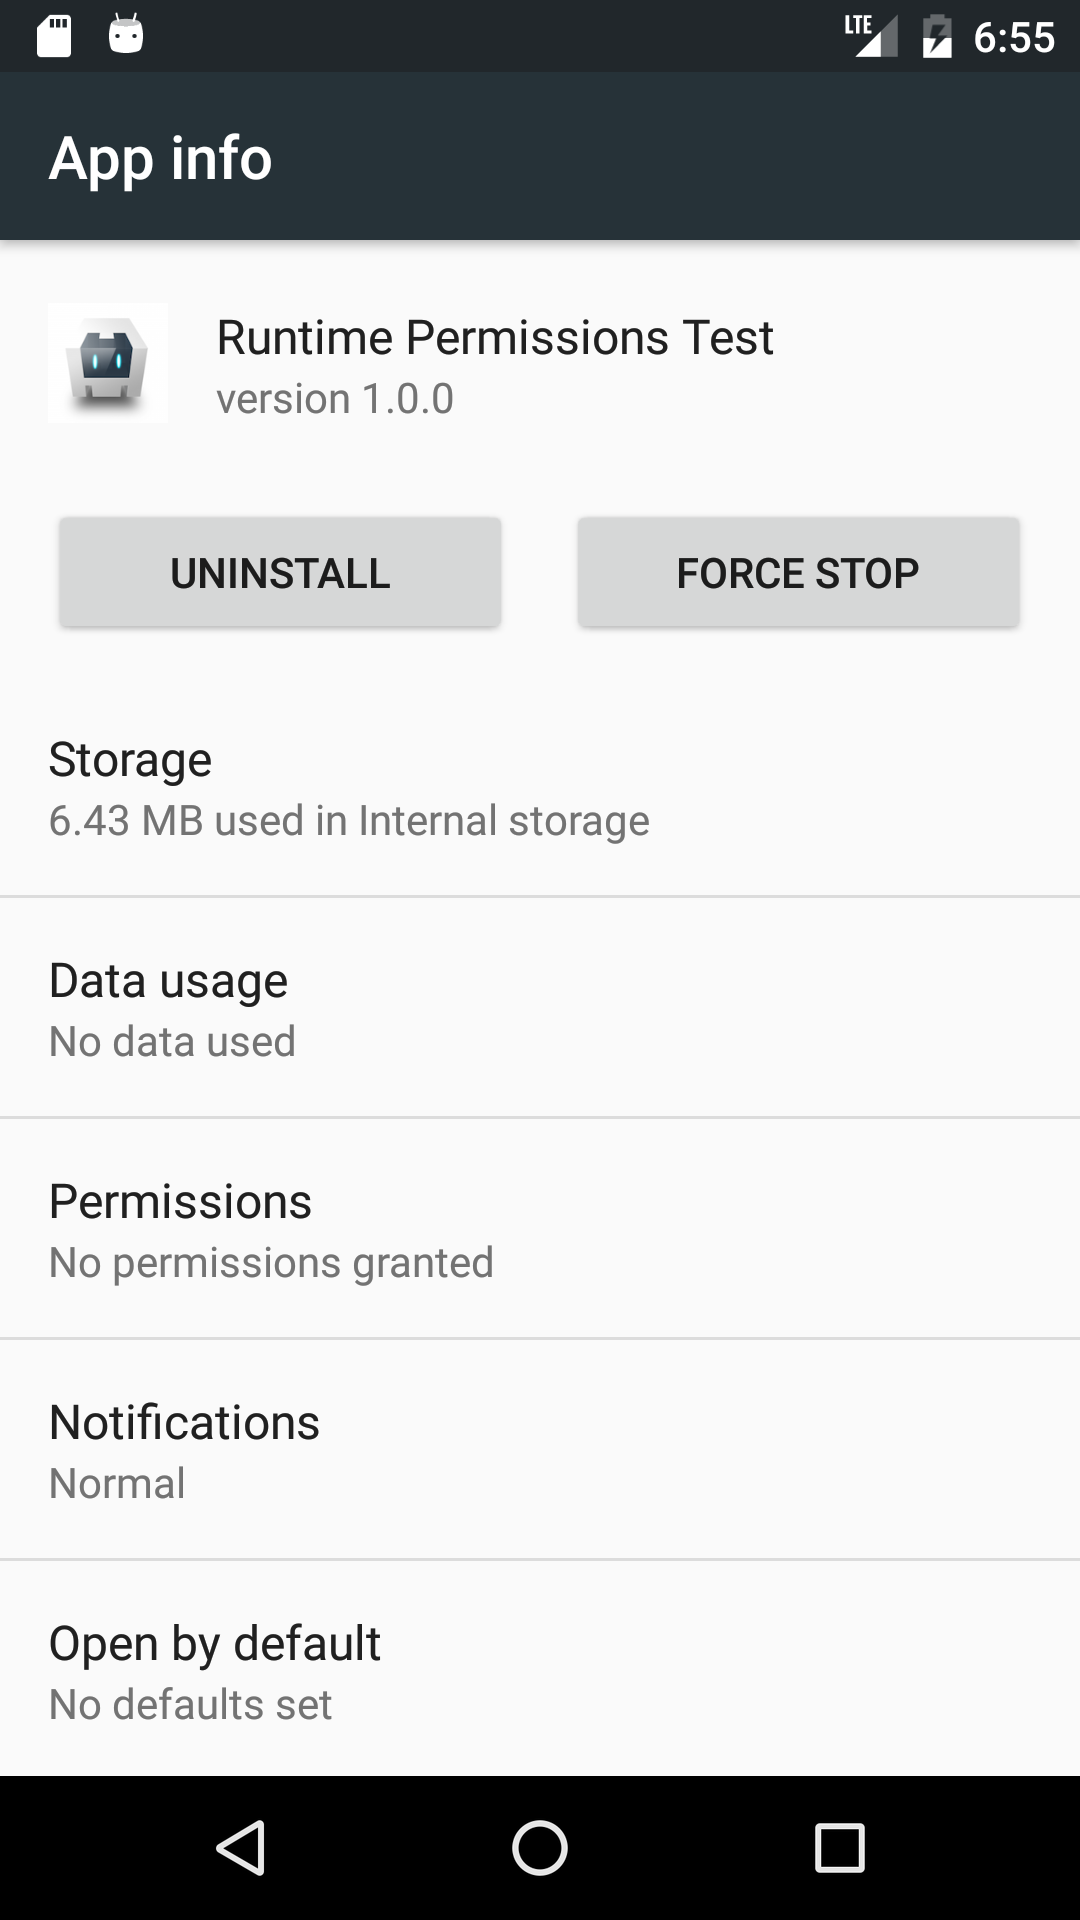 LTE 6:55
App info
Runtime Permissions Test
version 1.0.0
UNINSTALL FORCE STOP
Storage
6.43 MB used in Internal storage
Data usage
No data used
Permissions
No permissions granted
Notifications
Normal
Open by default
No defaults set